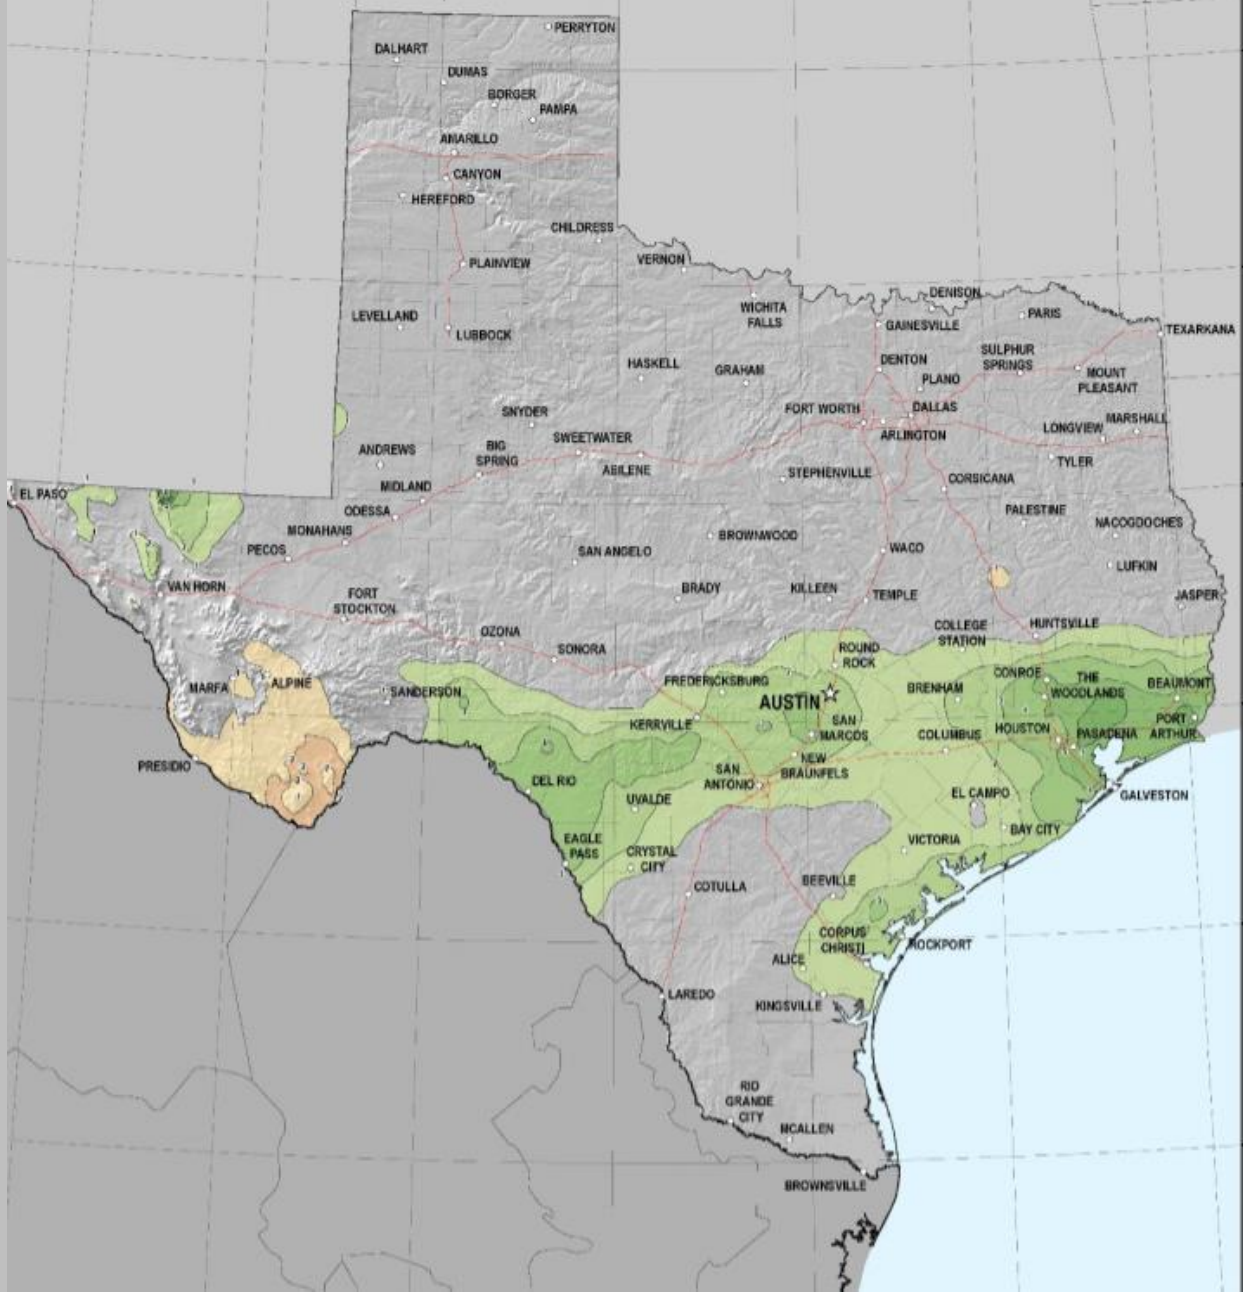 PERRYTON
DALHART
DUMAS
BORGER
PAMPA
AMARILLO
CANYON
HEREFORD
CHILDRESS
PLAINVIEW
VERNON
DENISON
LEVELLAND
LUBBOCK
WICHITA
FALLS
GAINESVILLE
PARIS
TEXARKANA
HASKELL
GRAHAM
DENTON
SULPHUR
SPRINGS
PLANO
MOUNT
PLEASANT
SNYDER
FORT WORTH
DALLAS
ARLINGTON
LONGVIEW
MARSHALL
ANDREWS
BIG
SPRING
SWEETWATER
ABILENE
TYLER
STEPHENVILLE
CORSICANA
EL PASO
MIDLAND
ODESSA
MONAHANS
PECOS
PALESTINE
NACOGDOCHES
BROWNWOOD
SAN ANGELO
WACO
LUFKIN
VAN HORN
FORT
STOCKTON
BRADY
KILLEEN
TEMPLE
JASPER
OZONA
SONORA
COLLEGE
STATION
HUNTSVILLE
ROUND
ROCK
MARFA
ALPINE
SANDERSON
FREDERICKSBURG
AUSTIN
BRENHAM
CONROE
THE
WOODLANDS
BEAUMONT
KERRVILLE
SAN
MARCOS
COLUMBUS
HOUSTON
PASADENA
PORT
ARTHUR
PRESIDIO
DEL RIO
SAN
ANTONIO
NEW
BRAUNFELS
UVALDE
EL CAMPO
GALVESTON
EAGLE
PASS
CRYSTAL
CITY
VICTORIA
BAY CITY
COTULLA
BEEVILLE
CORPUS
CHRISTI
ROCKPORT
ALICE
LAREDO
KINGSVILLE
RIO
GRANDE
CITY
MCALLEN
BROWNSVILLE